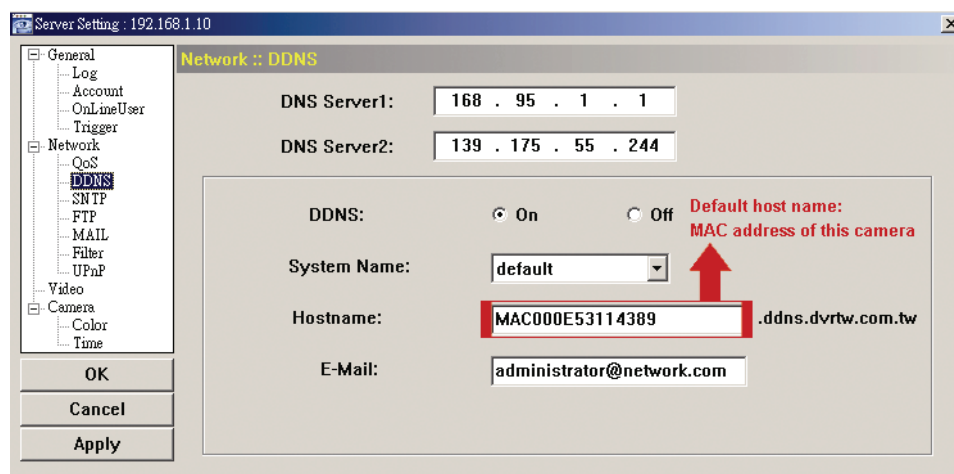 Server Setting : 192.168.1.10
General
Log
Account
OnLineUser
Trigger
Network
QoS
DDNS
SNTP
FTP
MAIL
Filter
UPnP
Video
Camera
Color
Time
OK
Cancel
Apply
Network :: DDNS
DNS Server1: 168 . 95 . 1 . 1
DNS Server2: 139 . 175 . 55 . 244
DDNS: On Off
Default host name:
MAC address of this camera
System Name: default
Hostname: MAC000E53114389 .ddns.dvrtw.com.tw
E-Mail: administrator@network.com